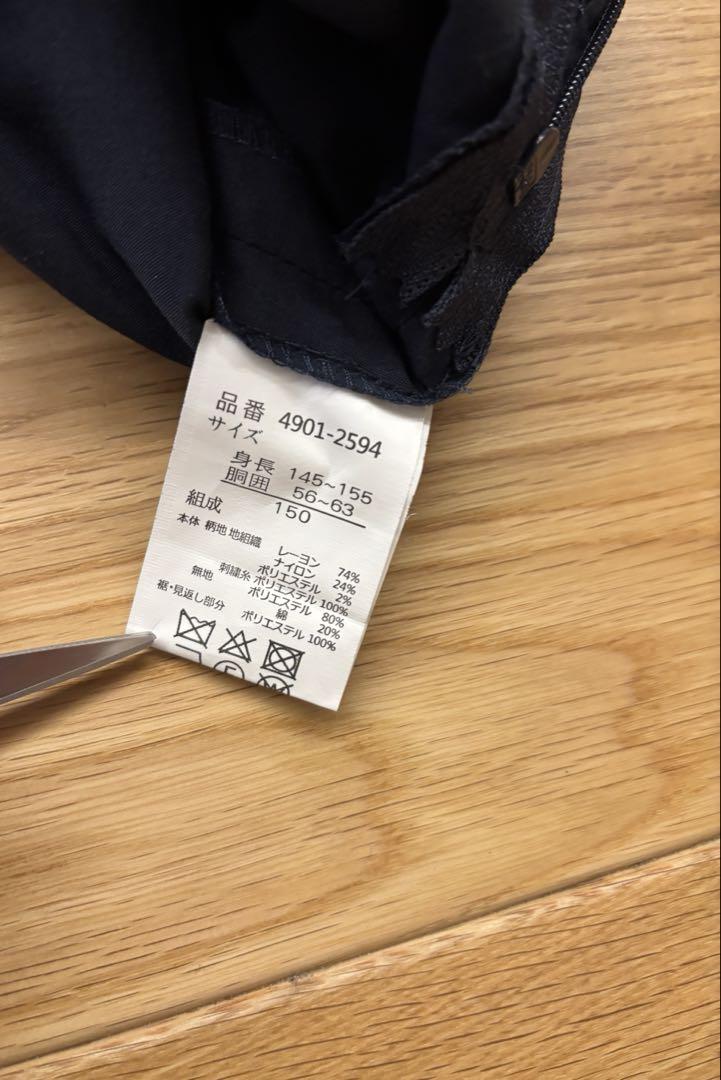 品番 4901-2594
サイズ
身長 145~155
胴囲 56~63
150
組成
本体 柄地 地組織
レーヨン 74%
ナイロン 24%
ポリエステル 2%
刺繍糸 ポリエステル 100%
無地 ポリエステル 80%
綿 20%
裾・見返し部分 ポリエステル 100%